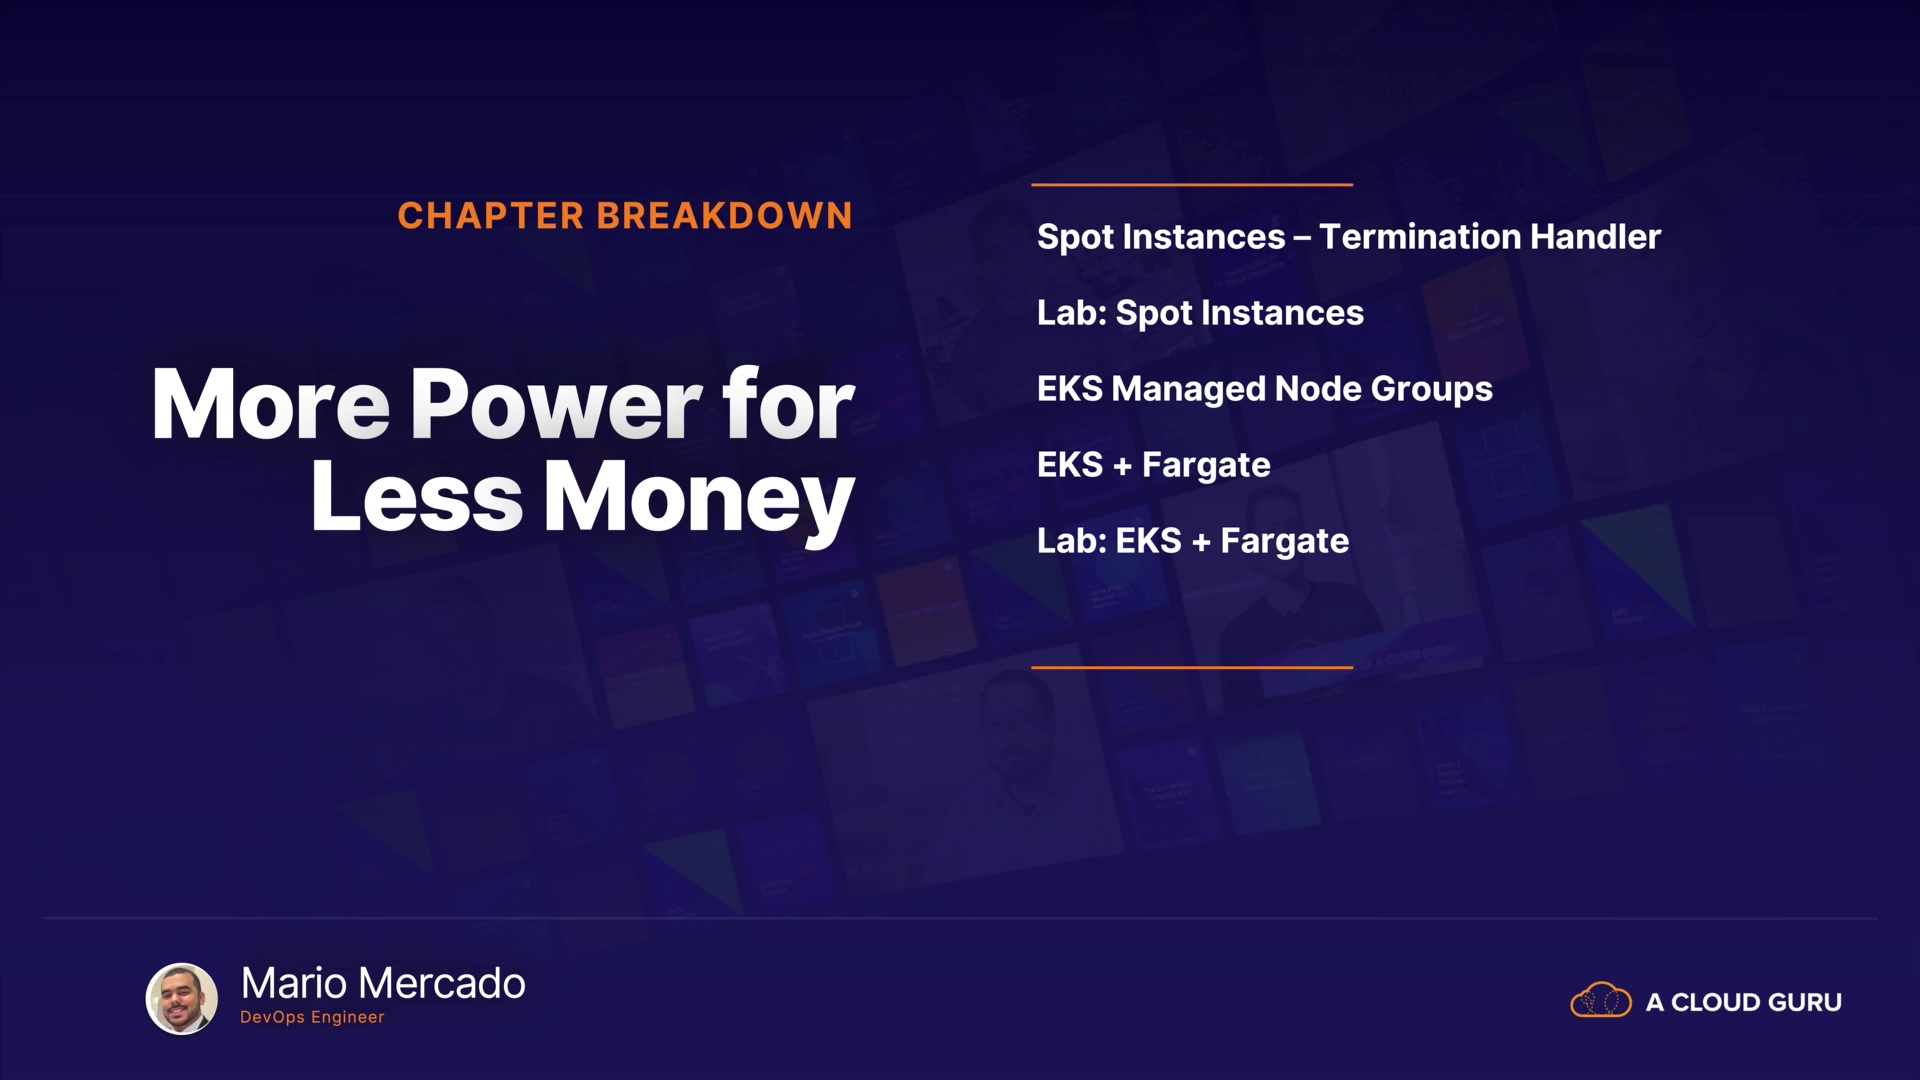 CHAPTER BREAKDOWN
More Power for
Less Money
Spot Instances – Termination Handler
Lab: Spot Instances
EKS Managed Node Groups
EKS + Fargate
Lab: EKS + Fargate
Mario Mercado
DevOps Engineer
A CLOUD GURU